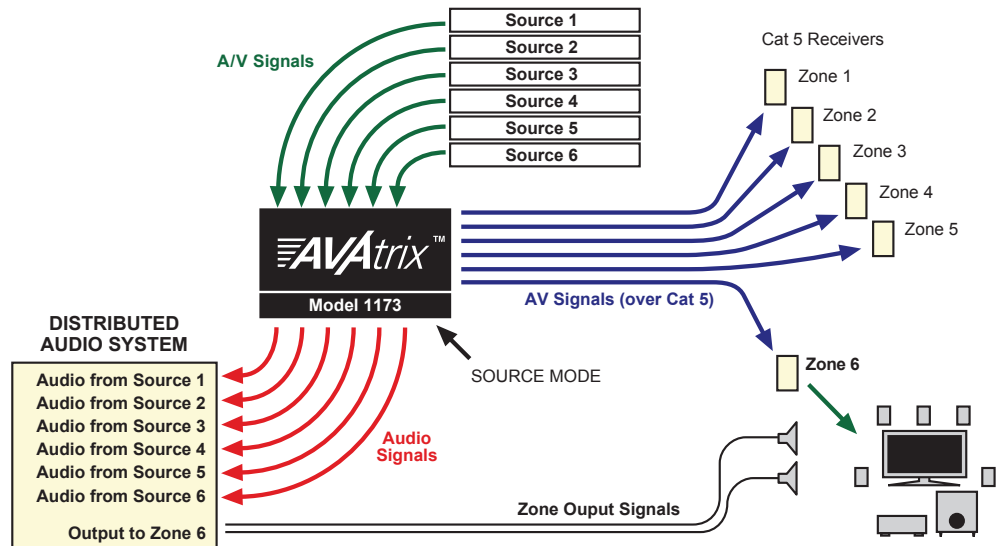 Source 1
Source 2
Source 3
Source 4
Source 5
Source 6
A/V Signals
Cat 5 Receivers
Zone 1
Zone 2
Zone 3
Zone 4
Zone 5
AVAtrix™
Model 1173
AV Signals (over Cat 5)
SOURCE MODE
Zone 6
DISTRIBUTED
AUDIO SYSTEM
Audio from Source 1
Audio from Source 2
Audio from Source 3
Audio from Source 4
Audio from Source 5
Audio from Source 6
Output to Zone 6
Audio
Signals
Zone Ouput Signals